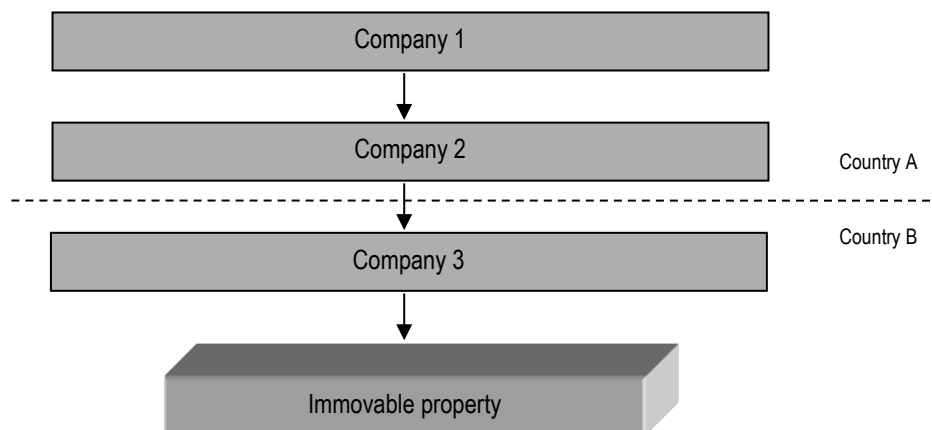 Company 1
Company 2
Country A
Country B
Company 3
Immovable property